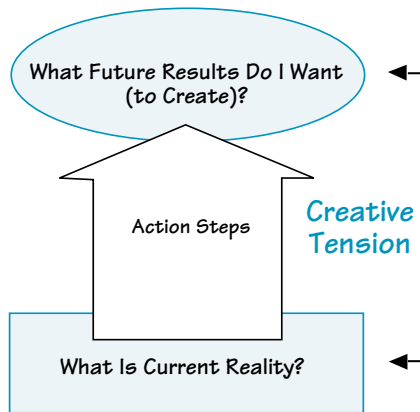 What Future Results Do I Want
(to Create)?
Action Steps
Creative
Tension
What Is Current Reality?